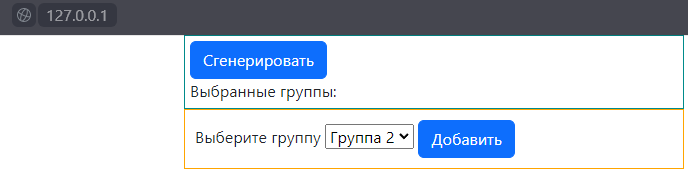 127.0.0.1
Сгенерировать
Выбранные группы:
Выберите группу Группа 2 Добавить